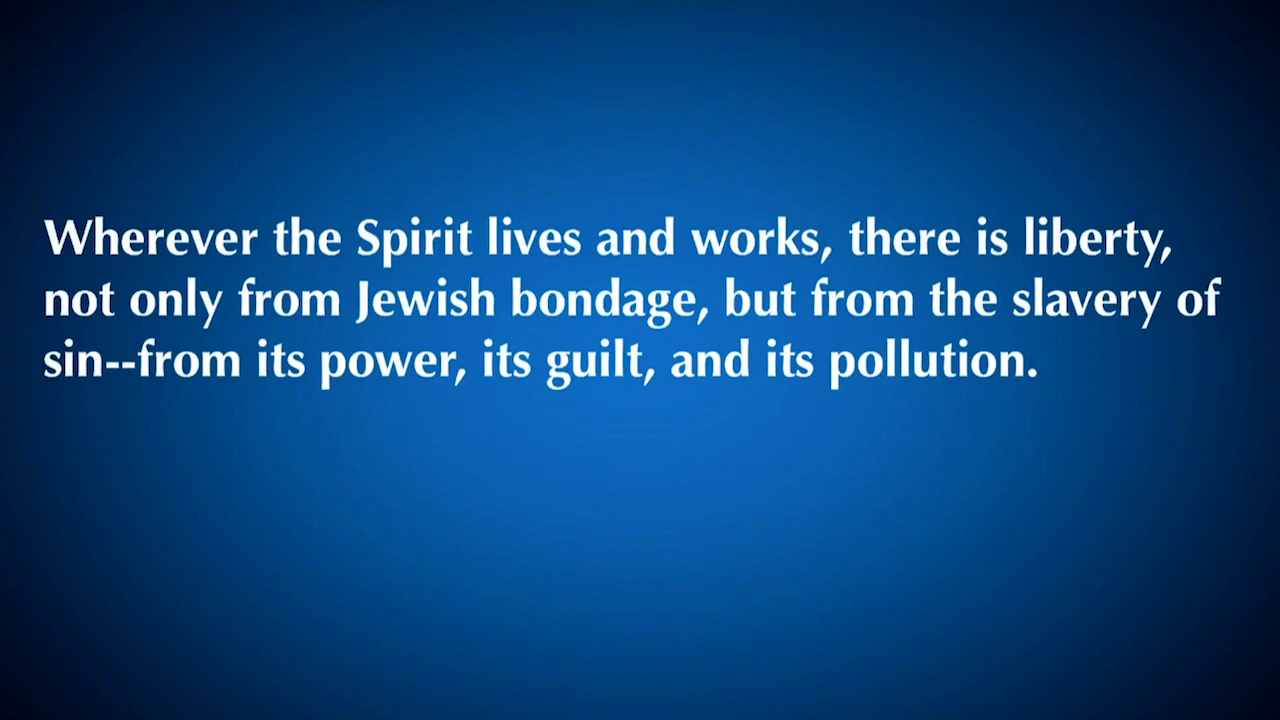 Wherever the Spirit lives and works, there is liberty,
not only from Jewish bondage, but from the slavery of
sin--from its power, its guilt, and its pollution.